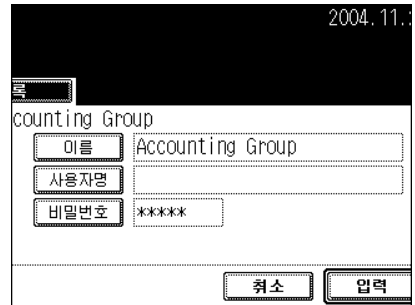 2004.11.
록
counting Group
이름 Accounting Group
사용자명
비밀번호 *****
취소 입력